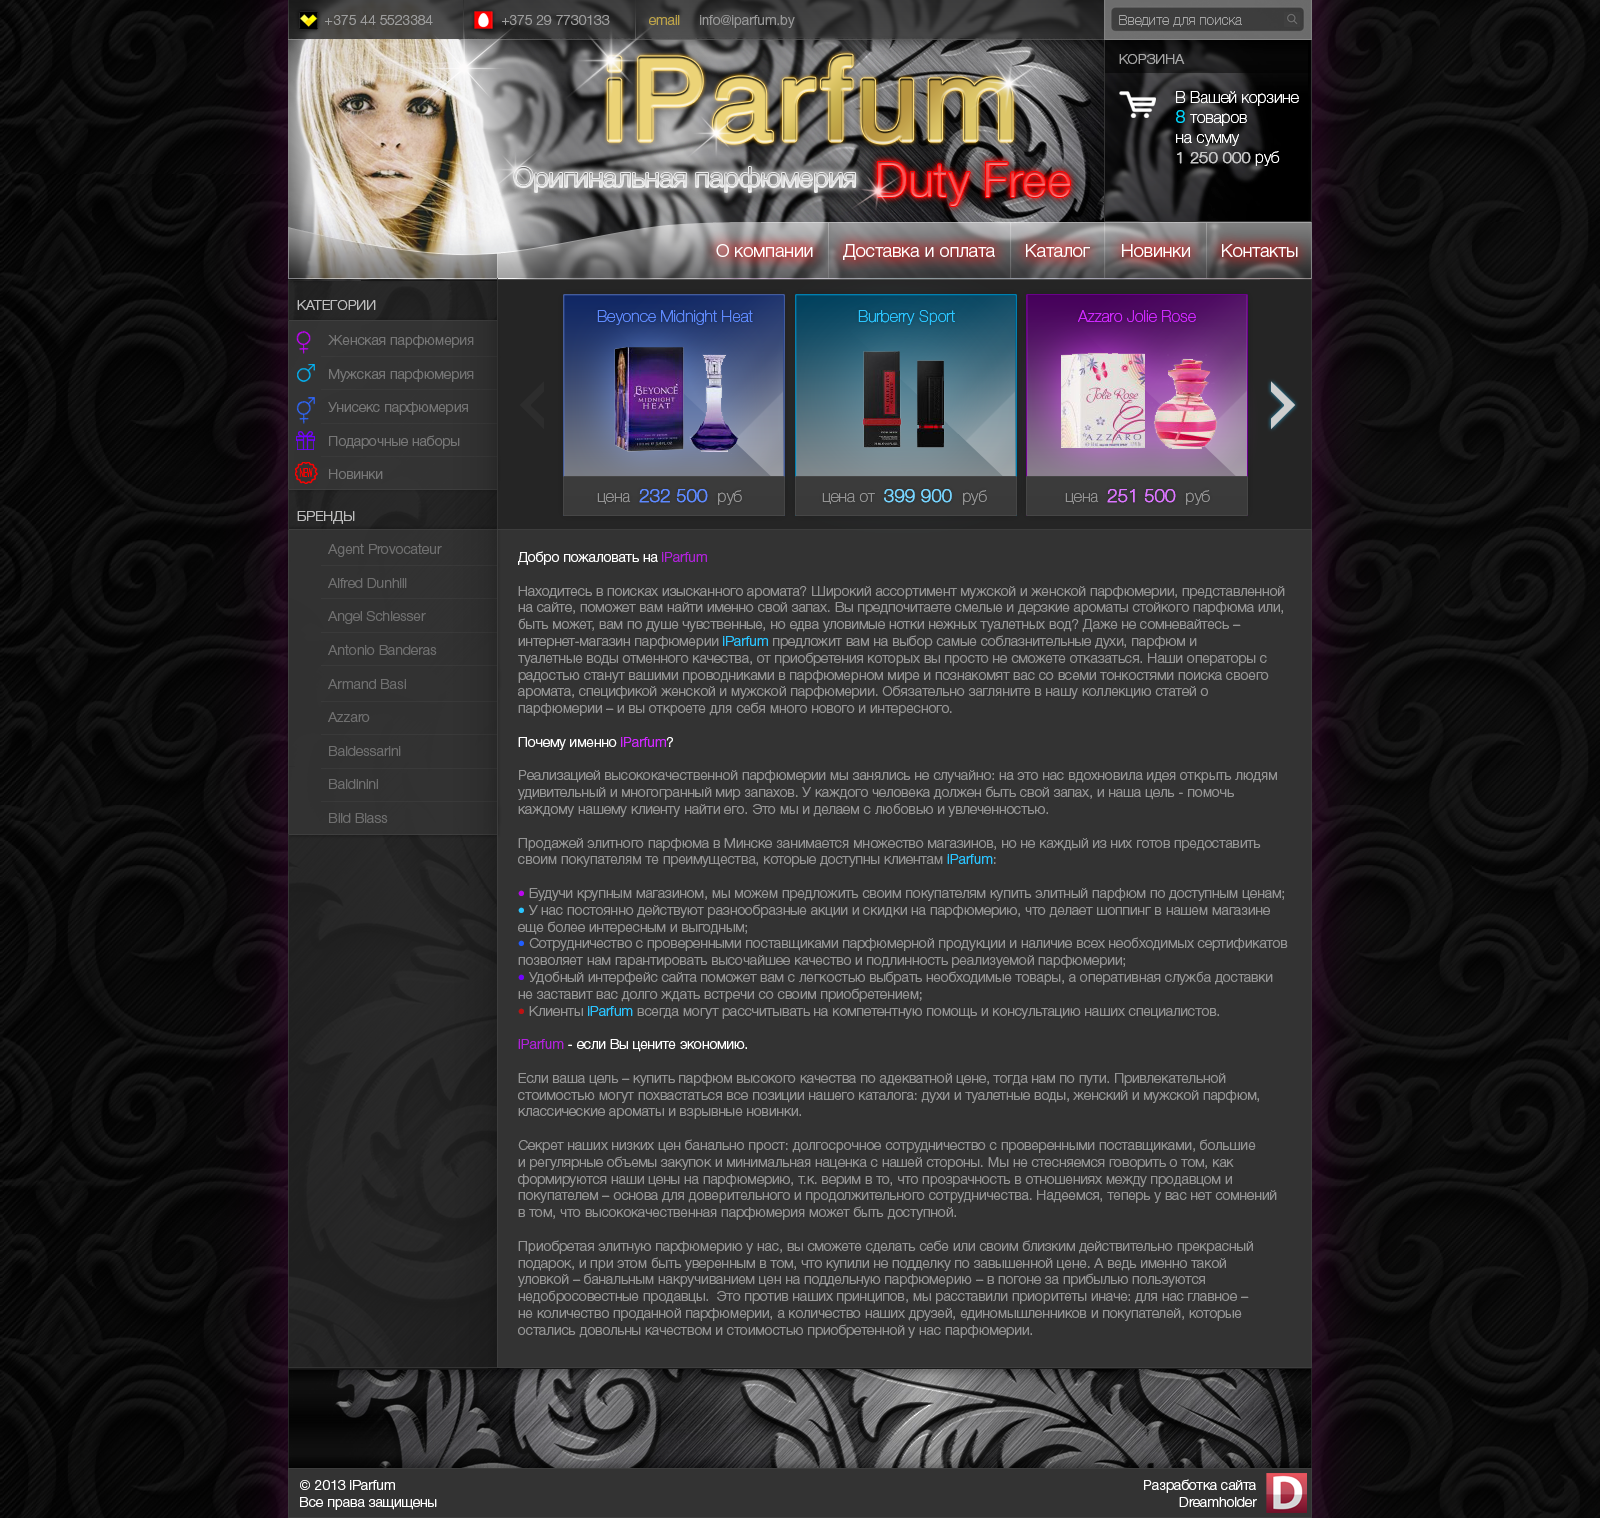 +375 44 5523384
+375 29 7730133
email info@iparfum.by
Введите для поиска
iParfum
Оригинальная парфюмерия Duty Free
КОРЗИНА
В Вашей корзине
8 товаров
на сумму
1 250 000 руб
О компании
Доставка и оплата
Каталог
Новинки
Контакты
КАТЕГОРИИ
Женская парфюмерия
Мужская парфюмерия
Унисекс парфюмерия
Подарочные наборы
NEW
Новинки
БРЕНДЫ
Agent Provocateur
Alfred Dunhill
Angel Schlesser
Antonio Banderas
Armand Basi
Azzaro
Baldessarini
Baldinini
Bild Blass
Beyonce Midnight Heat
BEYONCÉ
MIDNIGHT
HEAT
цена 232 500 руб
Burberry Sport
цена от 399 900 руб
Azzaro Jolie Rose
Jolie Rose
AZZARO
цена 251 500 руб
Добро пожаловать на IParfum
Находитесь в поисках изысканного аромата? Широкий ассортимент мужской и женской парфюмерии, представленной
на сайте, поможет вам найти именно свой запах. Вы предпочитаете смелые и дерзкие ароматы стойкого парфюма или,
быть может, вам по душе чувственные, но едва уловимые нотки нежных туалетных вод? Даже не сомневайтесь –
интернет-магазин парфюмерии IParfum предложит вам на выбор самые соблазнительные духи, парфюм и
туалетные воды отменного качества, от приобретения которых вы просто не сможете отказаться. Наши операторы с
радостью станут вашими проводниками в парфюмерном мире и познакомят вас со всеми тонкостями поиска своего
аромата, спецификой женской и мужской парфюмерии. Обязательно загляните в нашу коллекцию статей о
парфюмерии – и вы откроете для себя много нового и интересного.
Почему именно IParfum?
Реализацией высококачественной парфюмерии мы занялись не случайно: на это нас вдохновила идея открыть людям
удивительный и многогранный мир запахов. У каждого человека должен быть свой запах, и наша цель - помочь
каждому нашему клиенту найти его. Это мы и делаем с любовью и увлеченностью.
Продажей элитного парфюма в Минске занимается множество магазинов, но не каждый из них готов предоставить
своим покупателям те преимущества, которые доступны клиентам IParfum:
• Будучи крупным магазином, мы можем предложить своим покупателям купить элитный парфюм по доступным ценам;
• У нас постоянно действуют разнообразные акции и скидки на парфюмерию, что делает шоппинг в нашем магазине
еще более интересным и выгодным;
• Сотрудничество с проверенными поставщиками парфюмерной продукции и наличие всех необходимых сертификатов
позволяет нам гарантировать высочайшее качество и подлинность реализуемой парфюмерии;
• Удобный интерфейс сайта поможет вам с легкостью выбрать необходимые товары, а оперативная служба доставки
не заставит вас долго ждать встречи со своим приобретением;
• Клиенты IParfum всегда могут рассчитывать на компетентную помощь и консультацию наших специалистов.
IParfum - если Вы цените экономию.
Если ваша цель – купить парфюм высокого качества по адекватной цене, тогда нам по пути. Привлекательной
стоимостью могут похвастаться все позиции нашего каталога: духи и туалетные воды, женский и мужской парфюм,
классические ароматы и взрывные новинки.
Секрет наших низких цен банально прост: долгосрочное сотрудничество с проверенными поставщиками, большие
и регулярные объемы закупок и минимальная наценка с нашей стороны. Мы не стесняемся говорить о том, как
формируются наши цены на парфюмерию, т.к. верим в то, что прозрачность в отношениях между продавцом и
покупателем – основа для доверительного и продолжительного сотрудничества. Надеемся, теперь у вас нет сомнений
в том, что высококачественная парфюмерия может быть доступной.
Приобретая элитную парфюмерию у нас, вы сможете сделать себе или своим близким действительно прекрасный
подарок, и при этом быть уверенным в том, что купили не подделку по завышенной цене. А ведь именно такой
уловкой – банальным накручиванием цен на поддельную парфюмерию – в погоне за прибылью пользуются
недобросовестные продавцы. Это против наших принципов, мы расставили приоритеты иначе: для нас главное –
не количество проданной парфюмерии, а количество наших друзей, единомышленников и покупателей, которые
остались довольны качеством и стоимостью приобретенной у нас парфюмерии.
© 2013 IParfum
Все права защищены
Разработка сайта
Dreamholder
D